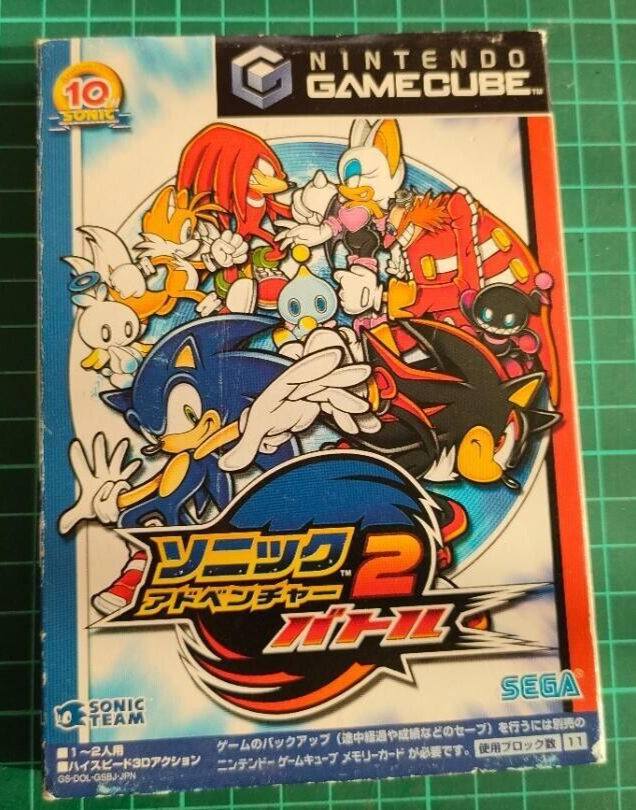 10th
SONIC
NINTENDO
GAMECUBE™
ソニック
アドベンチャー™ 2
バトル
SEGA®
SONIC
TEAM
■1〜2人用
■ハイスピード3Dアクション
GS-DOL-GSBJ-JPN
ゲームのバックアップ（途中経過や成績などのセーブ）を行うには別売の
ニンテンドーゲームキューブ メモリーカード が必要です。 使用ブロック数 11